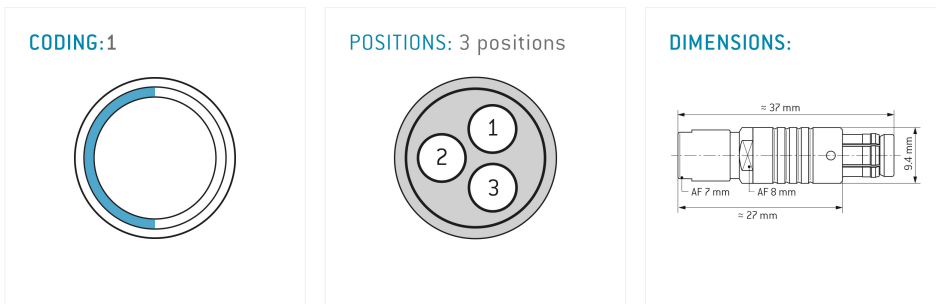 CODING:1
POSITIONS: 3 positions
1
2
3
DIMENSIONS:
≈ 37 mm
9.4 mm
AF 7 mm
AF 8 mm
≈ 27 mm